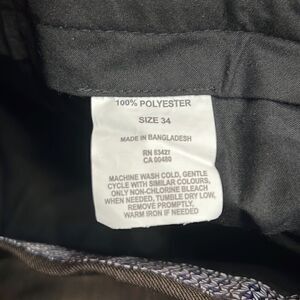 100% POLYESTER
SIZE 34
MADE IN BANGLADESH
RN 53427
CA 00480
MACHINE WASH COLD, GENTLE
CYCLE WITH SIMILAR COLOURS,
ONLY NON-CHLORINE BLEACH
WHEN NEEDED, TUMBLE DRY LOW,
REMOVE PROMPTLY,
WARM IRON IF NEEDED